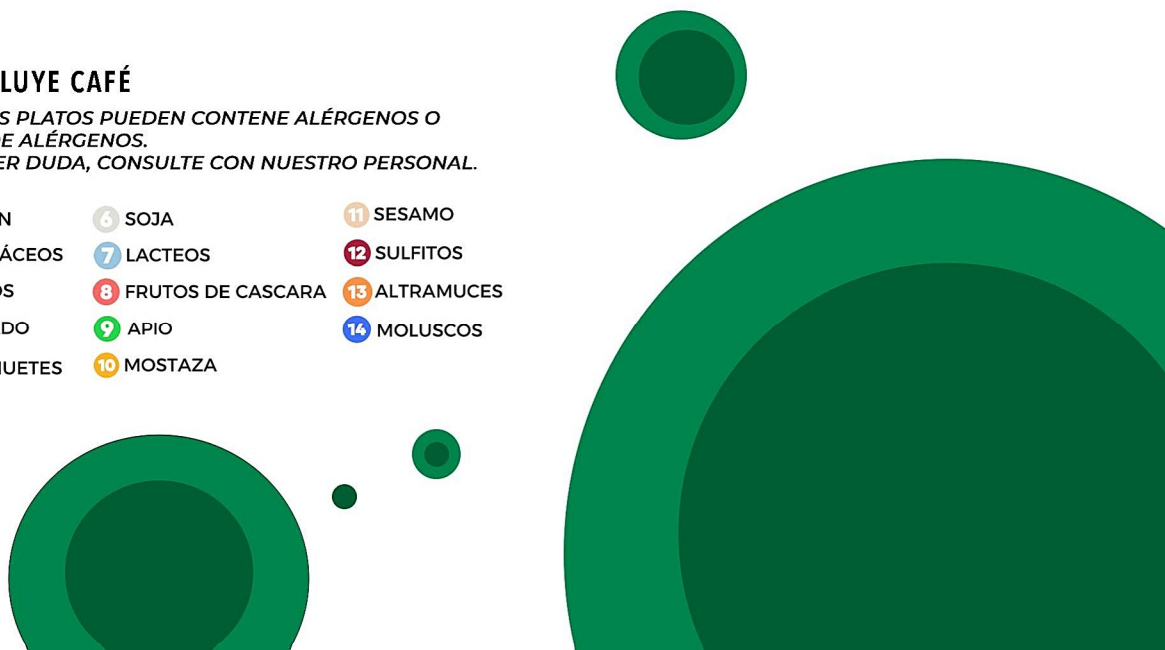 LUYE CAFÉ
S PLATOS PUEDEN CONTENE ALÉRGENOS O
E ALÉRGENOS.
ER DUDA, CONSULTE CON NUESTRO PERSONAL.
N
ÁCEOS
OS
DO
UETES
6 SOJA
7 LACTEOS
8 FRUTOS DE CASCARA
9 APIO
10 MOSTAZA
11 SESAMO
12 SULFITOS
13 ALTRAMUCES
14 MOLUSCOS